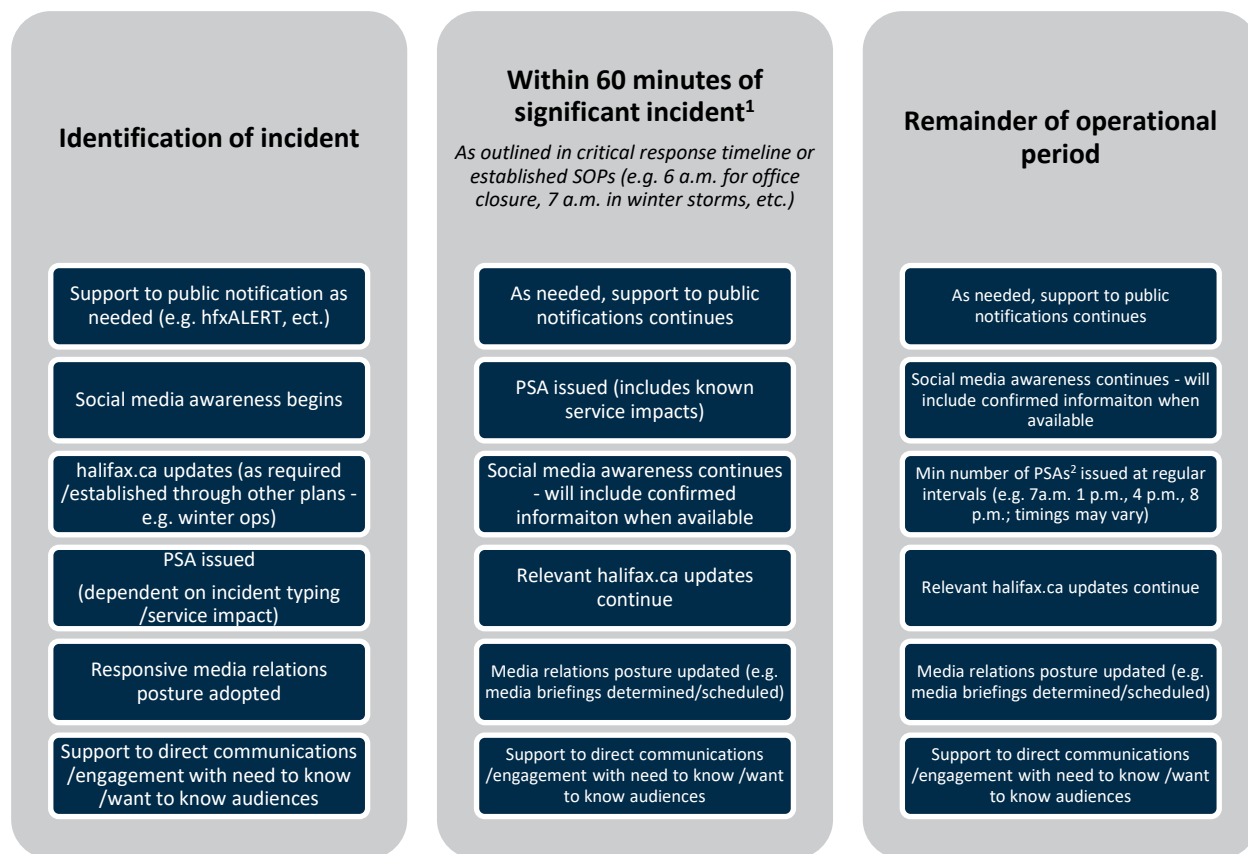 Identification of incident
Support to public notification as
needed (e.g. hfxALERT, ect.)
Social media awareness begins
halifax.ca updates (as required
/established through other plans -
e.g. winter ops)
PSA issued
(dependent on incident typing
/service impact)
Responsive media relations
posture adopted
Support to direct communications
/engagement with need to know
/want to know audiences
Within 60 minutes of
significant incident¹
As outlined in critical response timeline or
established SOPs (e.g. 6 a.m. for office
closure, 7 a.m. in winter storms, etc.)
As needed, support to public
notifications continues
PSA issued (includes known
service impacts)
Social media awareness continues
- will include confirmed
informaiton when available
Relevant halifax.ca updates
continue
Media relations posture updated (e.g.
media briefings determined/scheduled)
Support to direct communications
/engagement with need to know /want
to know audiences
Remainder of operational
period
As needed, support to public
notifications continues
Social media awareness continues - will
include confirmed informaiton when
available
Min number of PSAs² issued at regular
intervals (e.g. 7a.m. 1 p.m., 4 p.m., 8
p.m.; timings may vary)
Relevant halifax.ca updates continue
Media relations posture updated (e.g.
media briefings determined/scheduled)
Support to direct communications
/engagement with need to know /want
to know audiences